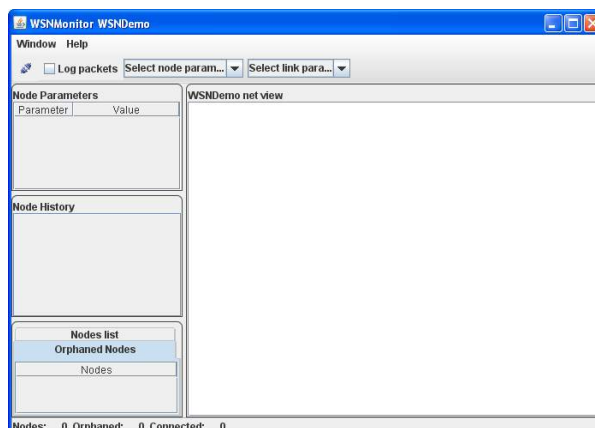 WSNMonitor WSNDemo
Window Help
Log packets Select node param... Select link para...
Node Parameters
Parameter Value
WSNDemo net view
Node History
Nodes list
Orphaned Nodes
Nodes
Nodes: 0 Orphaned: 0 Connected: 0